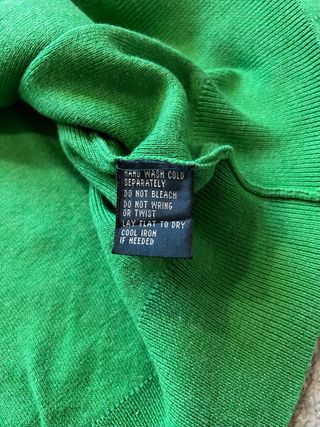 HAND WASH COLD
SEPARATELY
DO NOT BLEACH
DO NOT WRING
OR TWIST
LAY FLAT TO DRY
COOL IRON
IF NEEDED